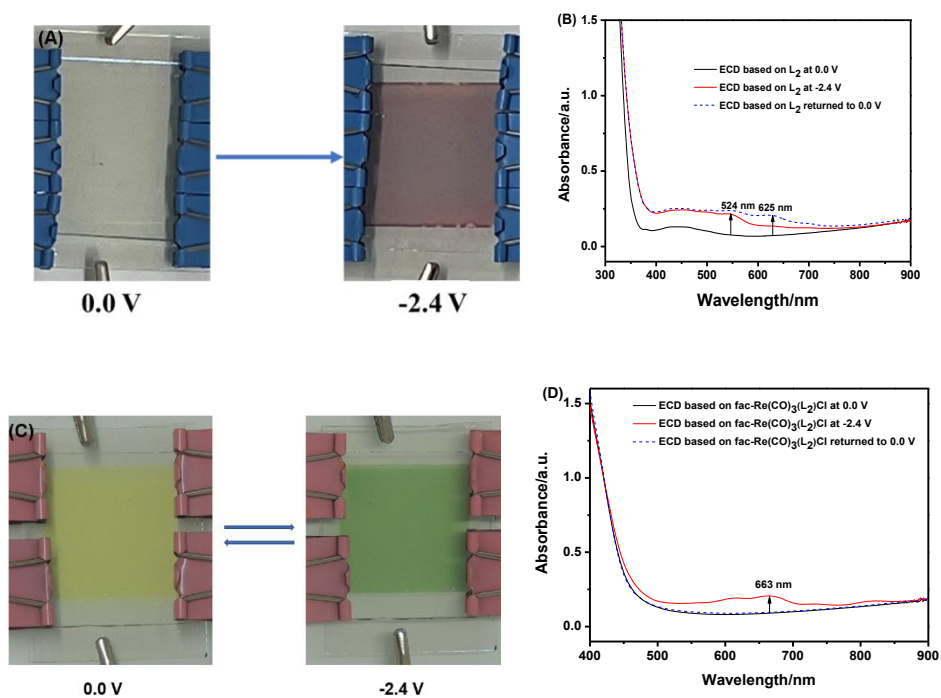 (A)
0.0 V
-2.4 V
(B)
1.5
1.0
0.5
0.0
Absorbance/a.u.
ECD based on L2 at 0.0 V
ECD based on L2 at -2.4 V
ECD based on L2 returned to 0.0 V
524 nm
625 nm
300 400 500 600 700 800 900
Wavelength/nm
(C)
0.0 V
-2.4 V
(D)
1.5
1.0
0.5
0.0
Absorbance/a.u.
ECD based on fac-Re(CO)3(L2)Cl at 0.0 V
ECD based on fac-Re(CO)3(L2)Cl at -2.4 V
ECD based on fac-Re(CO)3(L2)Cl returned to 0.0 V
663 nm
400 500 600 700 800 900
Wavelength/nm